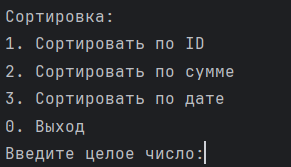 Сортировка:
1. Сортировать по ID
2. Сортировать по сумме
3. Сортировать по дате
0. Выход
Введите целое число: